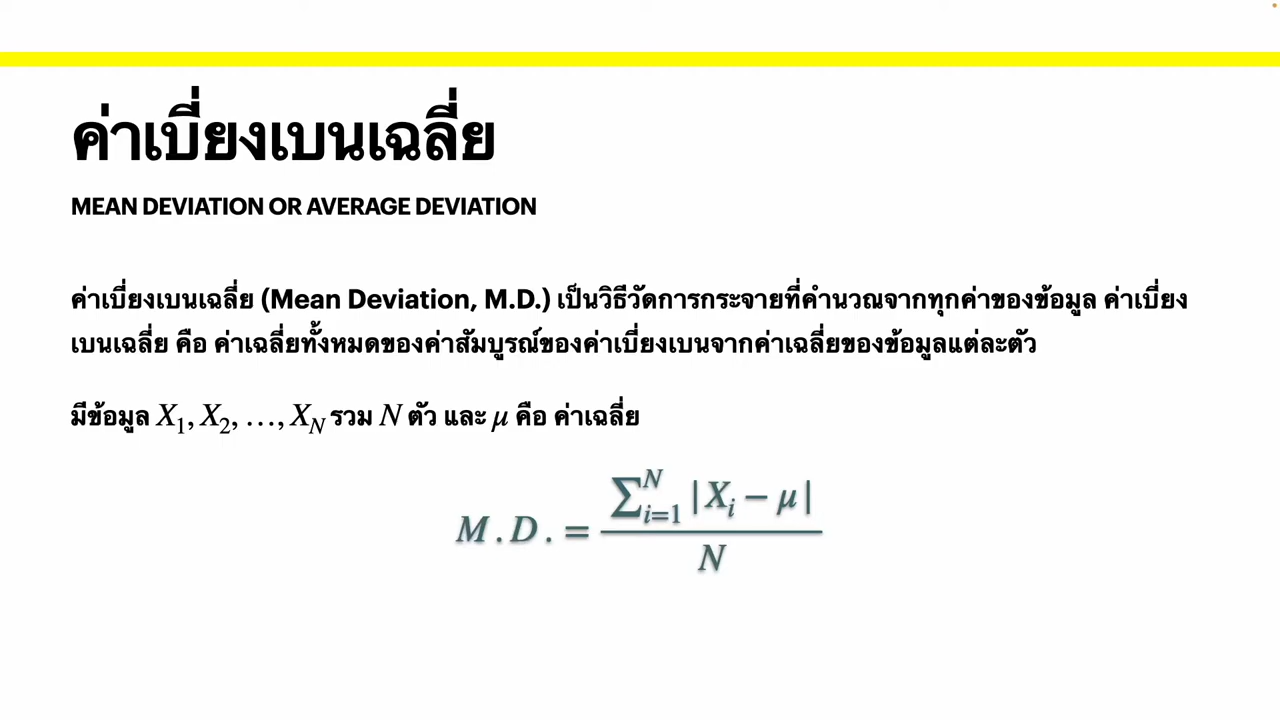 ค่าเบี่ยงเบนเฉลี่ย
MEAN DEVIATION OR AVERAGE DEVIATION
ค่าเบี่ยงเบนเฉลี่ย (Mean Deviation, M.D.) เป็นวิธีวัดการกระจายที่คำนวณจากทุกค่าของข้อมูล ค่าเบี่ยง
เบนเฉลี่ย คือ ค่าเฉลี่ยทั้งหมดของค่าสัมบูรณ์ของค่าเบี่ยงเบนจากค่าเฉลี่ยของข้อมูลแต่ละตัว
มีข้อมูล X₁, X₂, …, X_N รวม N ตัว และ μ คือ ค่าเฉลี่ย
M.D. = \frac{\sum_{i=1}^{N} |X_i − μ|}{N}